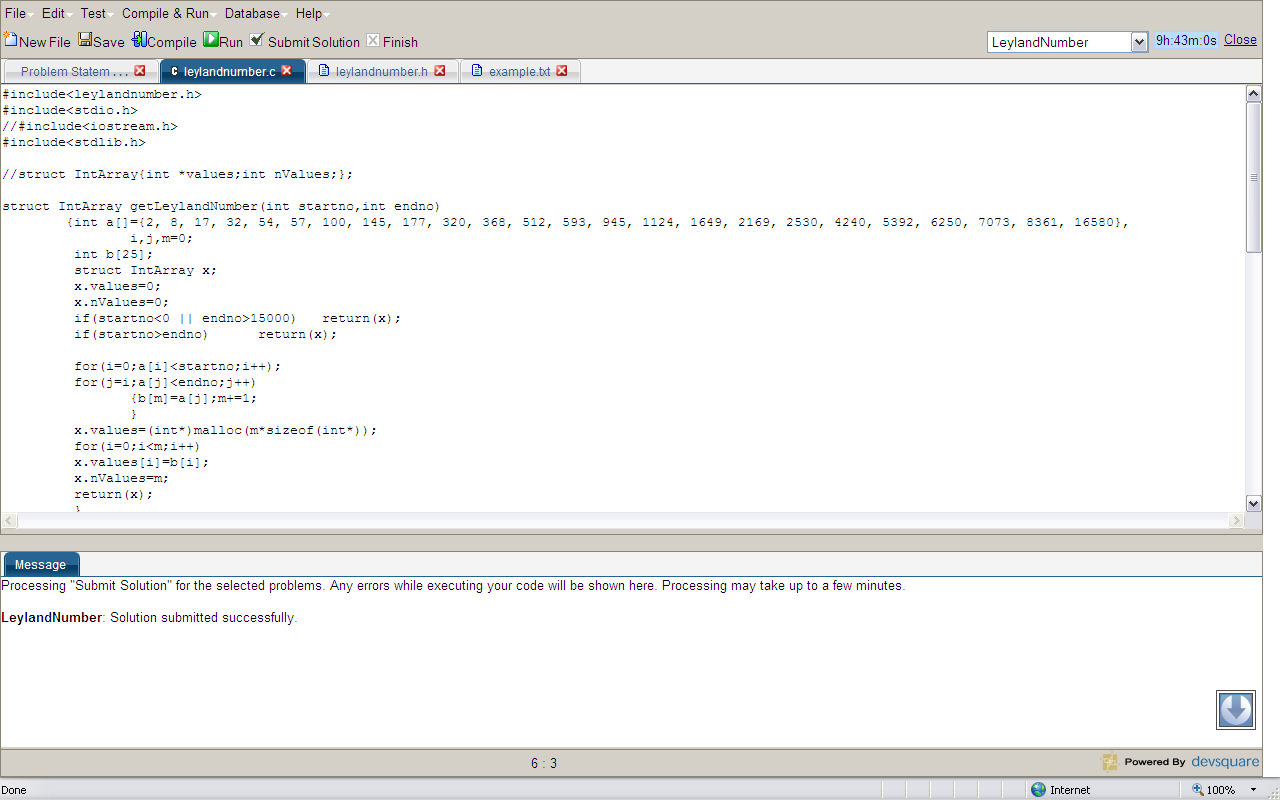 File Edit Test Compile & Run Database Help
New File Save Compile Run Submit Solution Finish LeylandNumber 9h:43m:0s Close
Problem Statem . . . leylandnumber.c leylandnumber.h example.txt
#include<leylandnumber.h>
#include<stdio.h>
//#include<iostream.h>
#include<stdlib.h>
//struct IntArray{int *values;int nValues;};
struct IntArray getLeylandNumber(int startno,int endno)
{int a[]={2, 8, 17, 32, 54, 57, 100, 145, 177, 320, 368, 512, 593, 945, 1124, 1649, 2169, 2530, 4240, 5392, 6250, 7073, 8361, 16580},
i,j,m=0;
int b[25];
struct IntArray x;
x.values=0;
x.nValues=0;
if(startno<0 || endno>15000) return(x);
if(startno>endno) return(x);
for(i=0;a[i]<startno;i++);
for(j=i;a[j]<endno;j++)
{b[m]=a[j];m+=1;
}
x.values=(int*)malloc(m*sizeof(int*));
for(i=0;i<m;i++)
x.values[i]=b[i];
x.nValues=m;
return(x);
}
Message
Processing "Submit Solution" for the selected problems. Any errors while executing your code will be shown here. Processing may take up to a few minutes.
LeylandNumber: Solution submitted successfully.
6 : 3
Powered By devsquare
Done Internet 100%